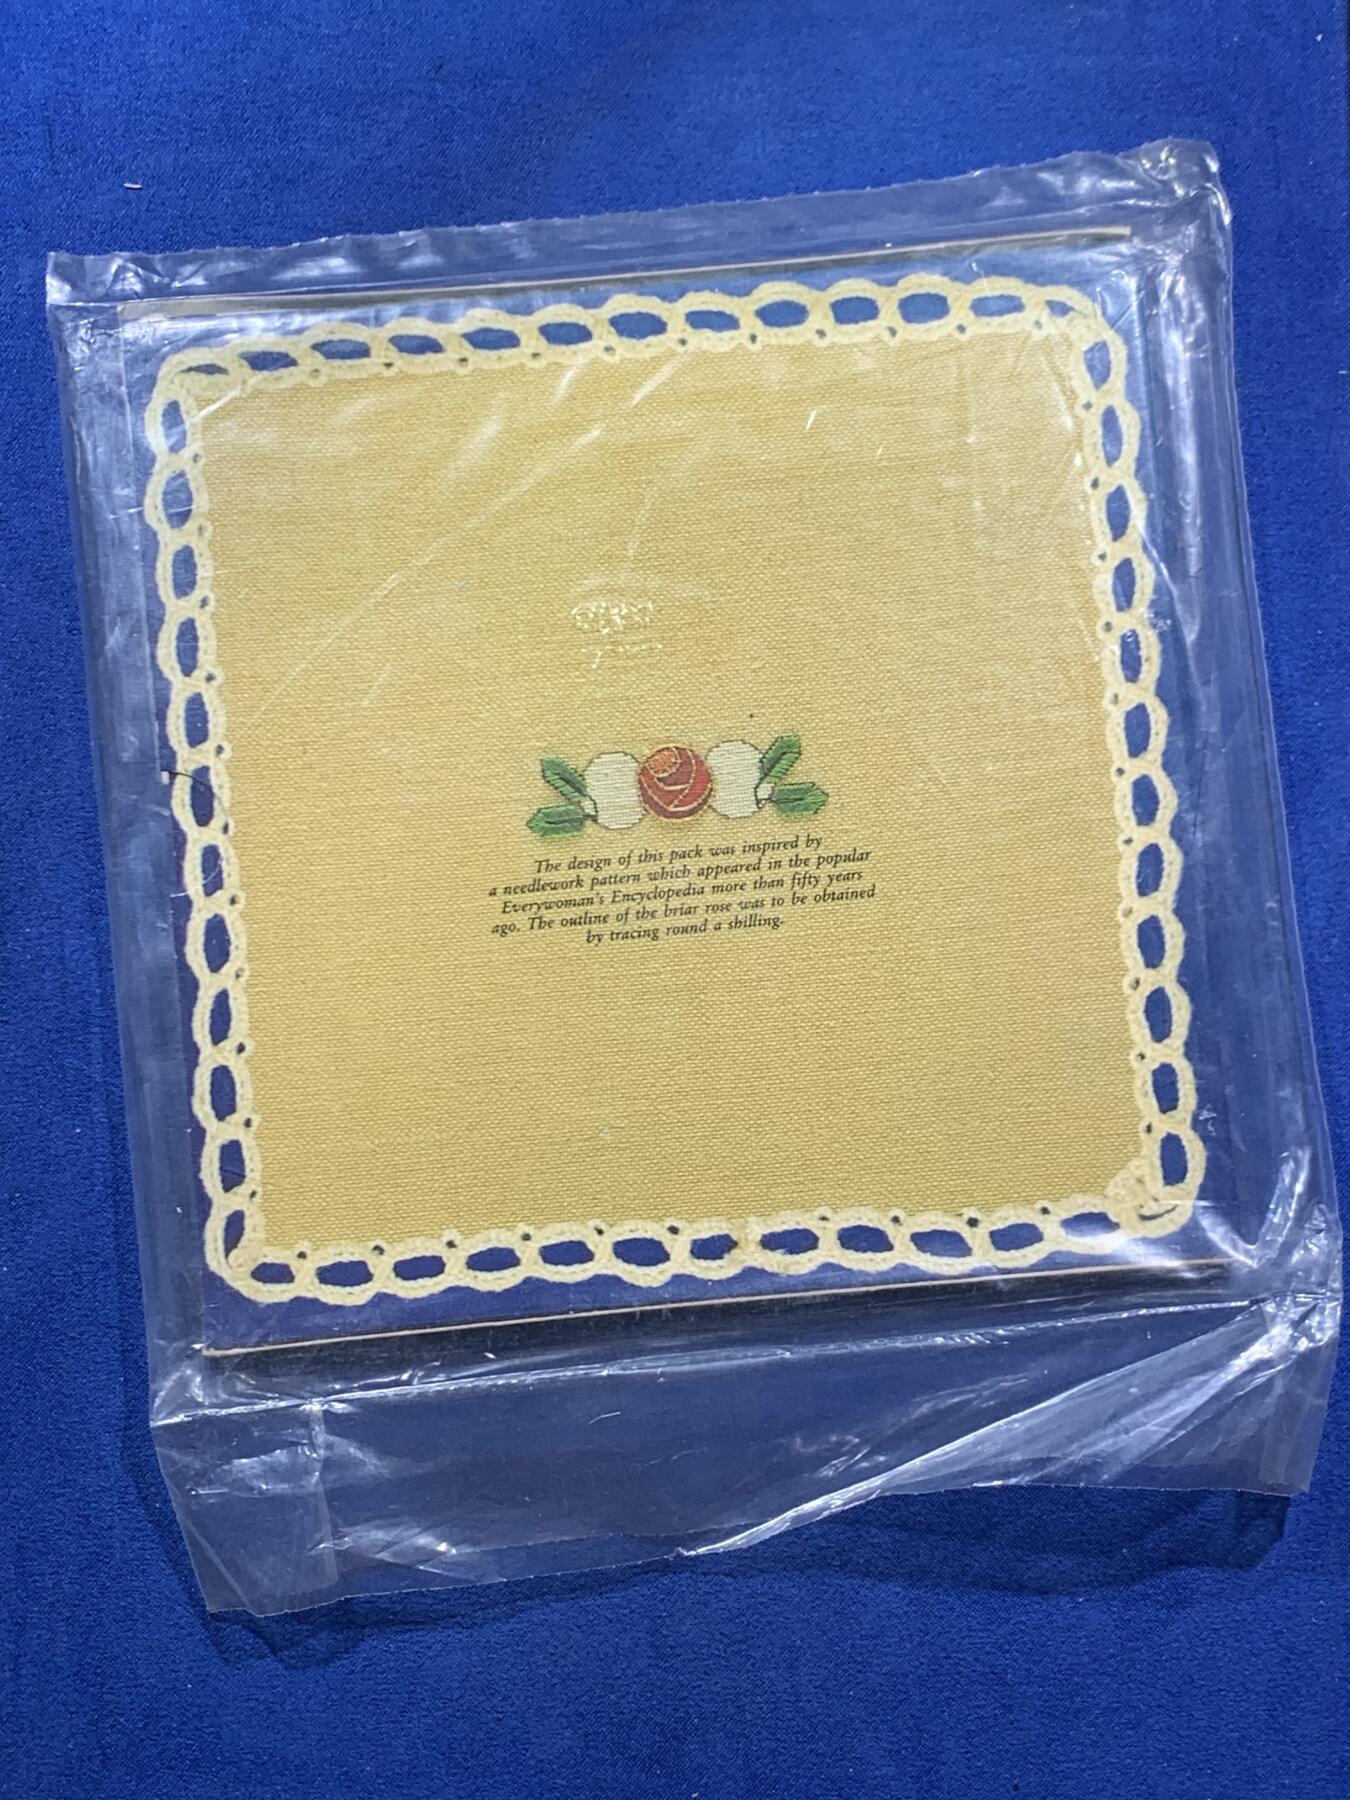 The design of this pack was inspired by
a needlework pattern which appeared in the popular
Everywoman's Encyclopedia more than fifty years
ago. The outline of the briar rose was to be obtained
by tracing round a shilling.